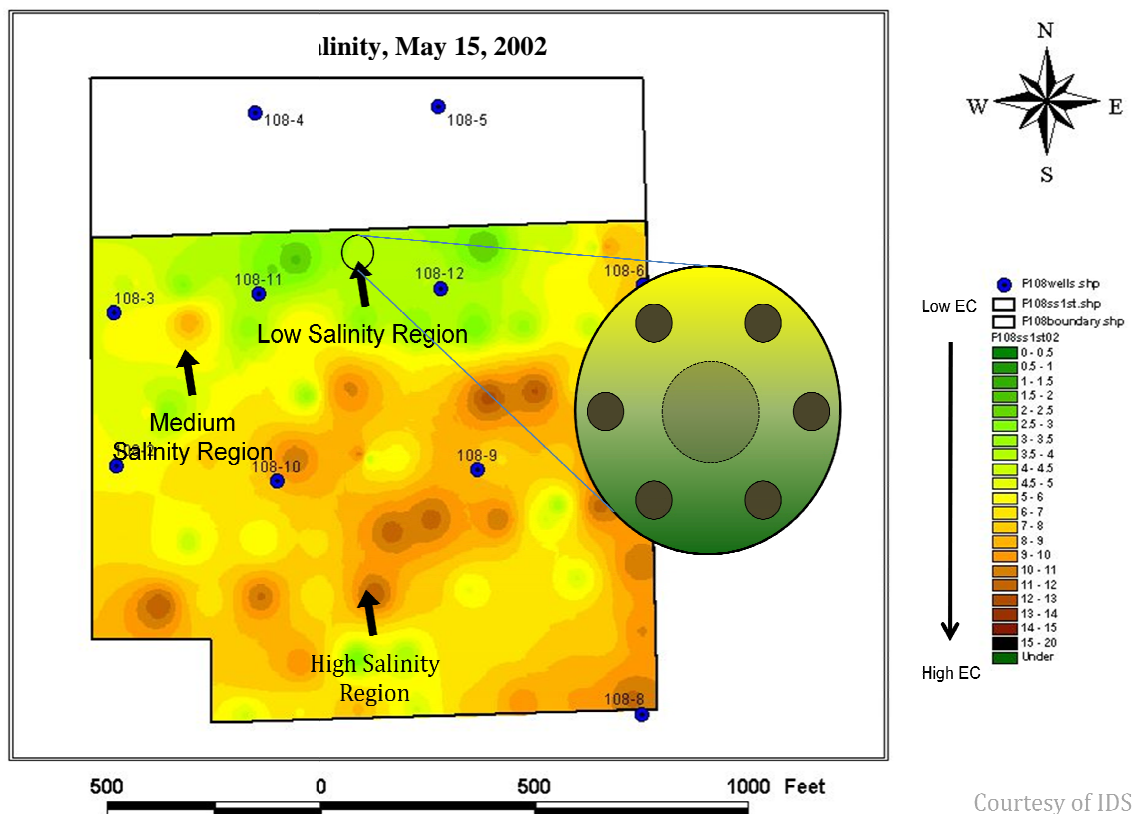 linity, May 15, 2002
N
W E
S
108-4
108-5
108-3
108-11
108-12
108-6
Low Salinity Region
Medium
Salinity Region
108-10
108-9
High Salinity
Region
108-8
Low EC
High EC
P108wells.shp
P108ss1st.shp
P108boundary.shp
P108ss1st02
0 - 0.5
0.5 - 1
1 - 1.5
1.5 - 2
2 - 2.5
2.5 - 3
3 - 3.5
3.5 - 4
4 - 4.5
4.5 - 5
5 - 6
6 - 7
7 - 8
8 - 9
9 - 10
10 - 11
11 - 12
12 - 13
13 - 14
14 - 15
15 - 20
Under
500 0 500 1000 Feet
Courtesy of IDS